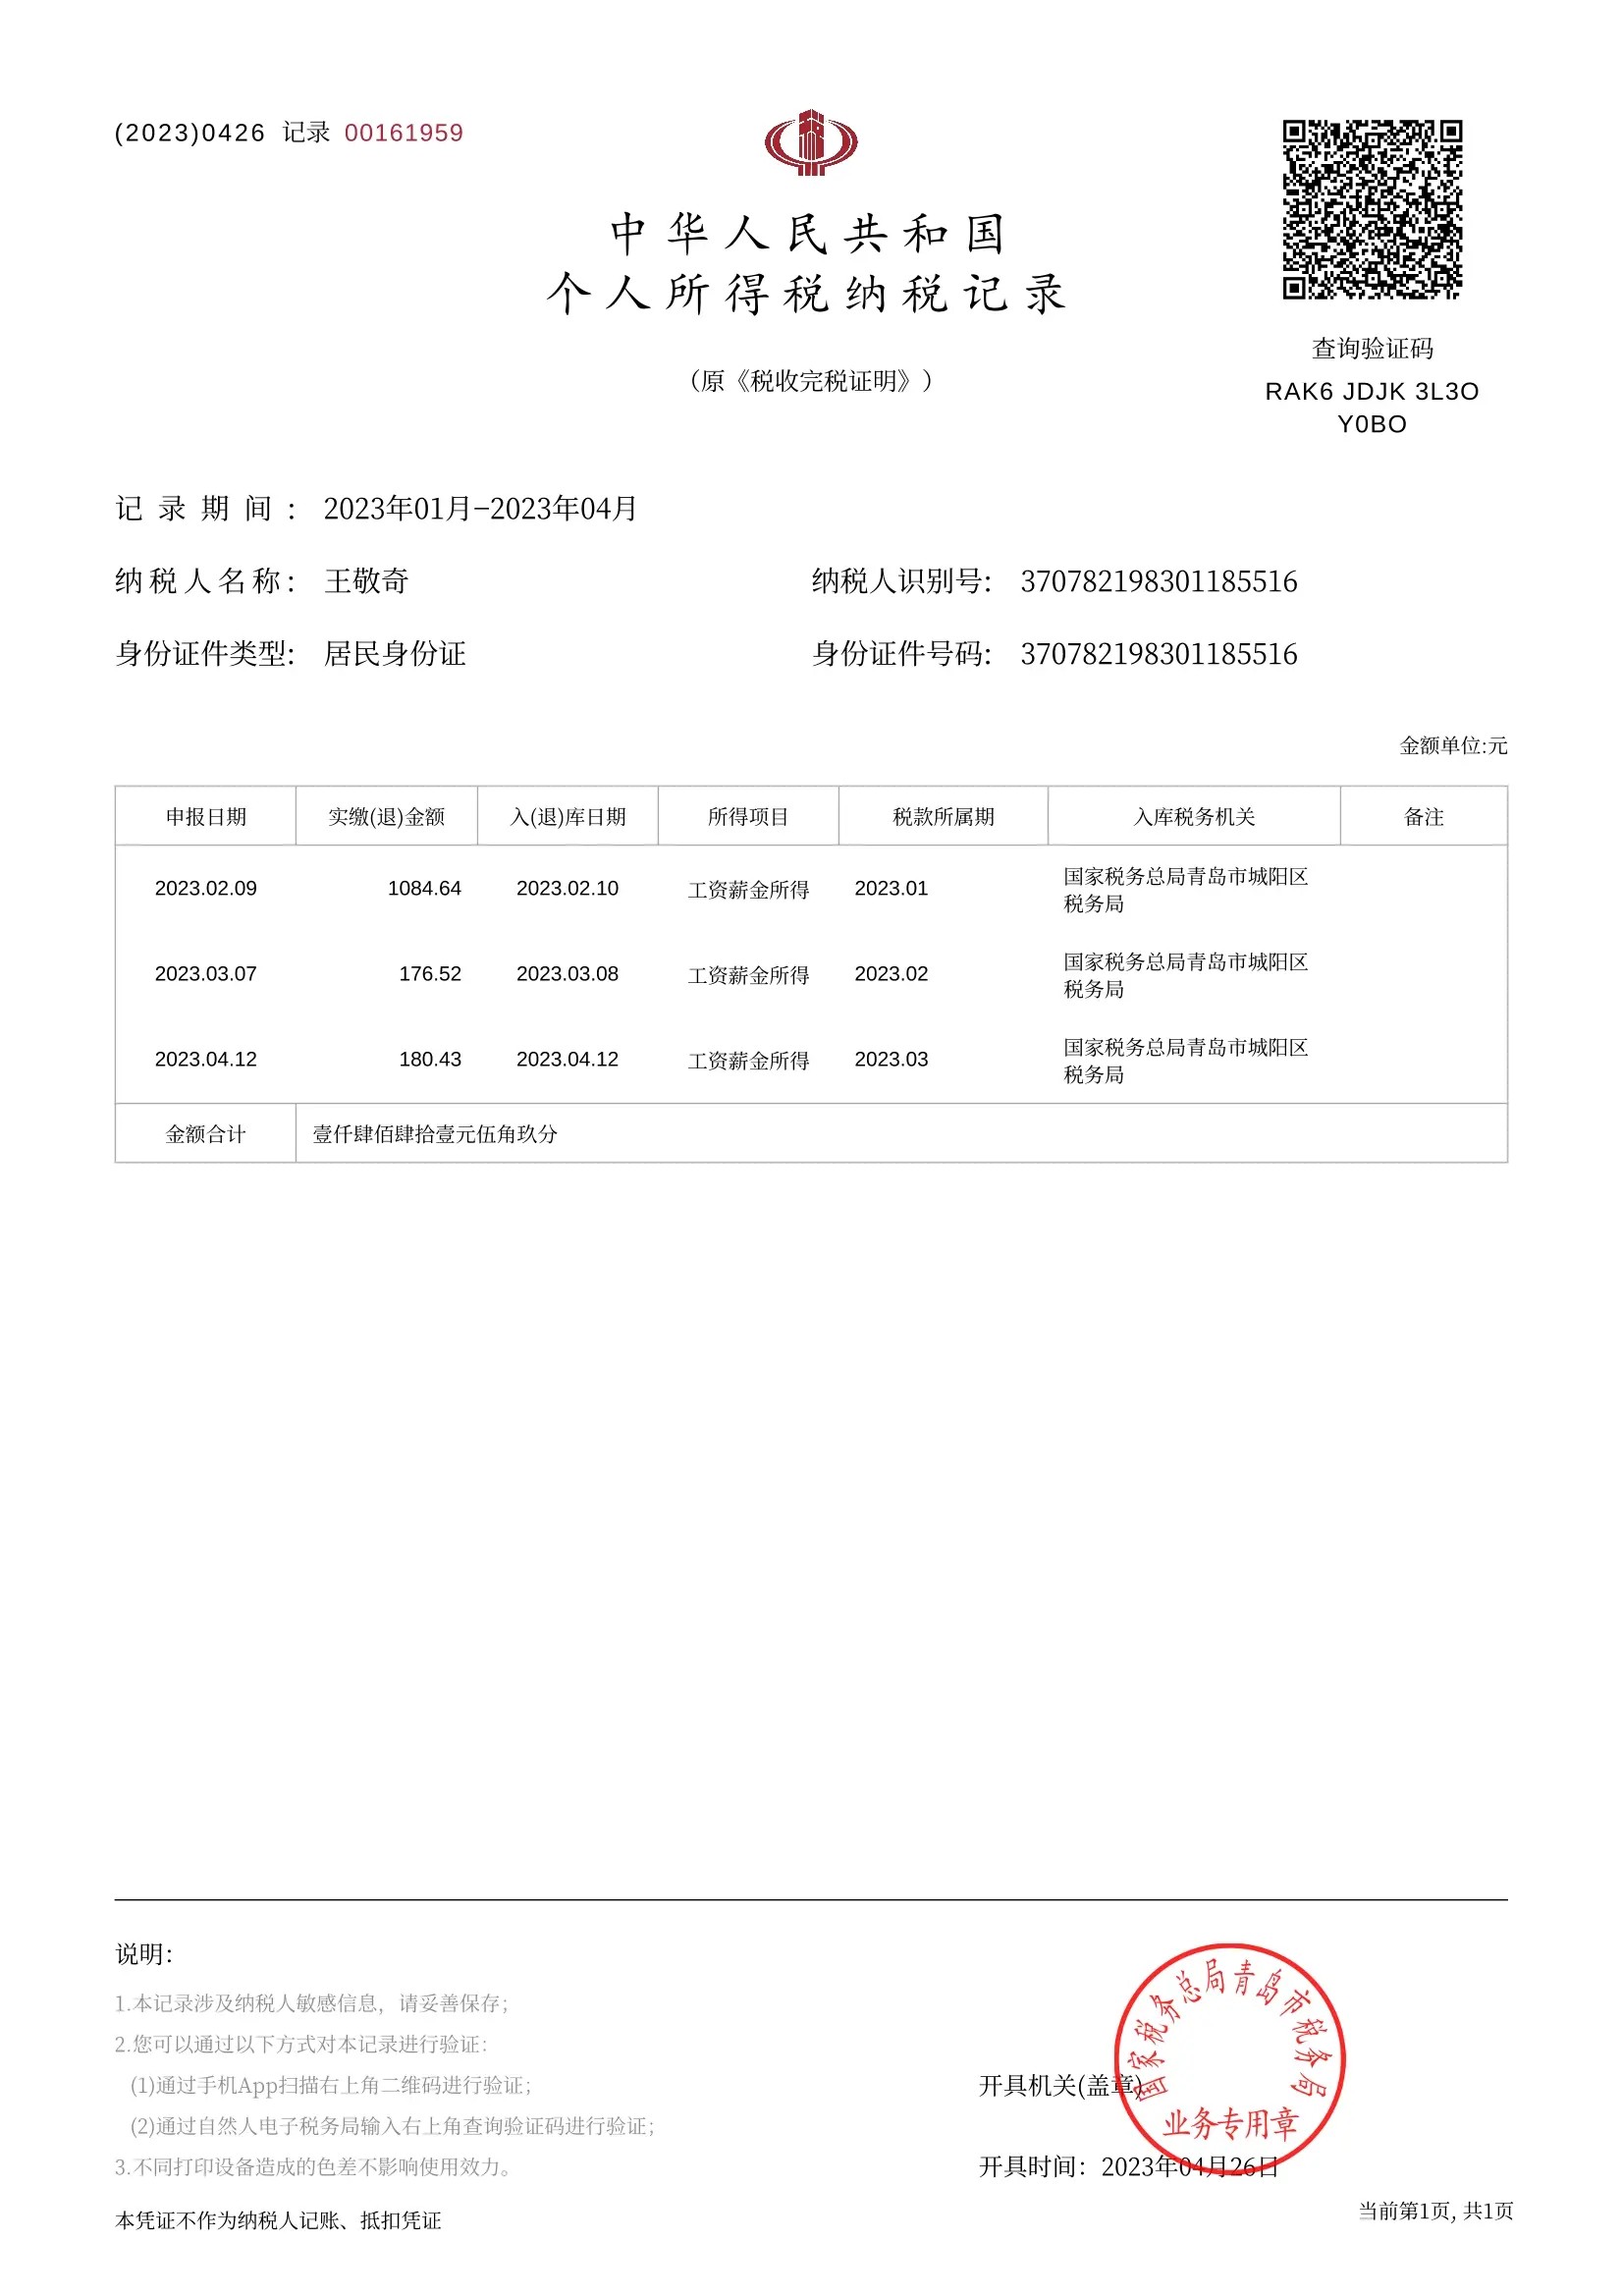 (2023)0426 记录 00161959
中华人民共和国
个人所得税纳税记录
（原《税收完税证明》）
查询验证码
RAK6 JDJK 3L3O
Y0BO
记录期间： 2023年01月–2023年04月
纳税人名称： 王敬奇 纳税人识别号： 370782198301185516
身份证件类型： 居民身份证 身份证件号码： 370782198301185516
金额单位:元
申报日期 实缴(退)金额 入(退)库日期 所得项目 税款所属期 入库税务机关 备注
2023.02.09 1084.64 2023.02.10 工资薪金所得 2023.01 国家税务总局青岛市城阳区
税务局
2023.03.07 176.52 2023.03.08 工资薪金所得 2023.02 国家税务总局青岛市城阳区
税务局
2023.04.12 180.43 2023.04.12 工资薪金所得 2023.03 国家税务总局青岛市城阳区
税务局
金额合计 壹仟肆佰肆拾壹元伍角玖分
说明：
1.本记录涉及纳税人敏感信息，请妥善保存；
2.您可以通过以下方式对本记录进行验证：
(1)通过手机App扫描右上角二维码进行验证；
(2)通过自然人电子税务局输入右上角查询验证码进行验证；
3.不同打印设备造成的色差不影响使用效力。
本凭证不作为纳税人记账、抵扣凭证
国家税务总局青岛市税务局
业务专用章
开具机关(盖章)
开具时间：2023年04月26日
当前第1页, 共1页